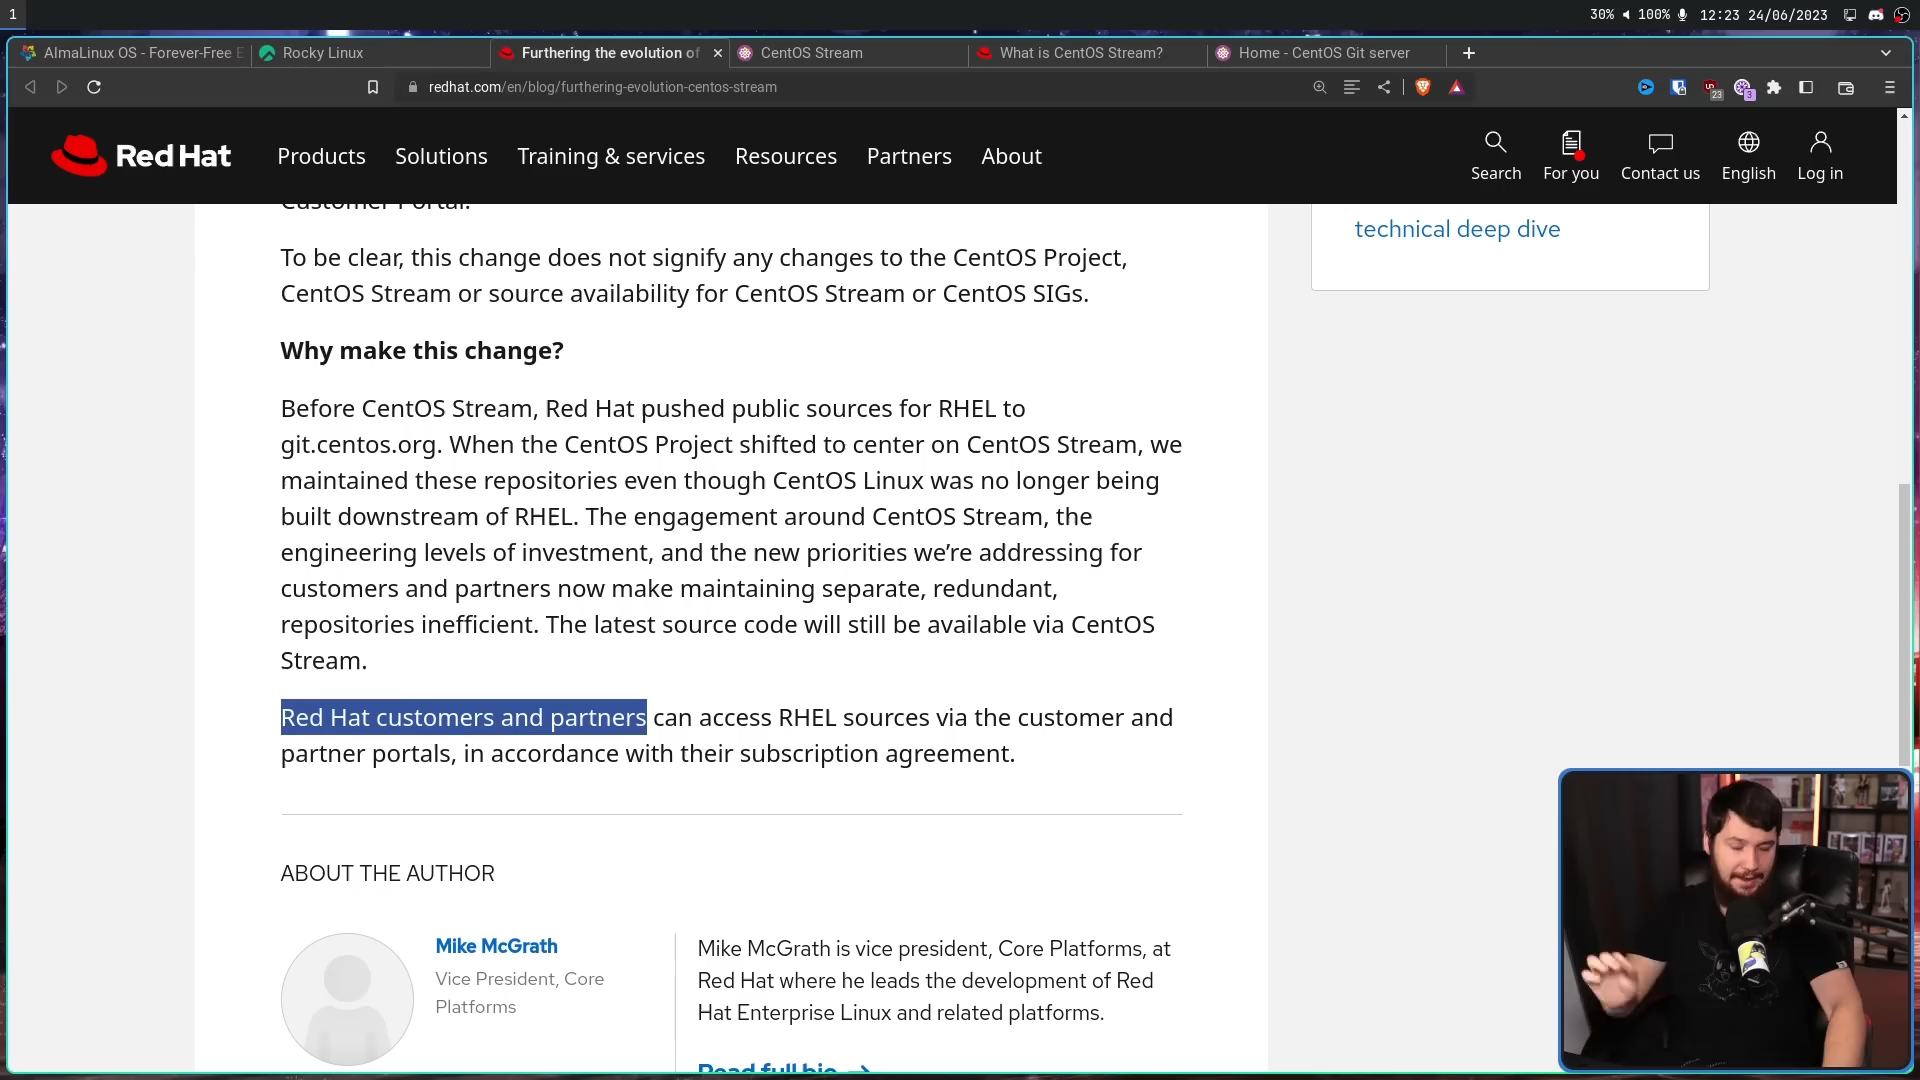 1
30% 100% 12:23 24/06/2023
AlmaLinux OS - Forever-Free E
Rocky Linux
Furthering the evolution of
CentOS Stream
What is CentOS Stream?
Home - CentOS Git server
redhat.com/en/blog/furthering-evolution-centos-stream
23
3
Red Hat
Products
Solutions
Training & services
Resources
Partners
About
Search
For you
Contact us
English
Log in
Customer Portal.
technical deep dive
To be clear, this change does not signify any changes to the CentOS Project,
CentOS Stream or source availability for CentOS Stream or CentOS SIGs.
Why make this change?
Before CentOS Stream, Red Hat pushed public sources for RHEL to
git.centos.org. When the CentOS Project shifted to center on CentOS Stream, we
maintained these repositories even though CentOS Linux was no longer being
built downstream of RHEL. The engagement around CentOS Stream, the
engineering levels of investment, and the new priorities we’re addressing for
customers and partners now make maintaining separate, redundant,
repositories inefficient. The latest source code will still be available via CentOS
Stream.
Red Hat customers and partners can access RHEL sources via the customer and
partner portals, in accordance with their subscription agreement.
ABOUT THE AUTHOR
Mike McGrath
Vice President, Core
Platforms
Mike McGrath is vice president, Core Platforms, at
Red Hat where he leads the development of Red
Hat Enterprise Linux and related platforms.
Read full bio